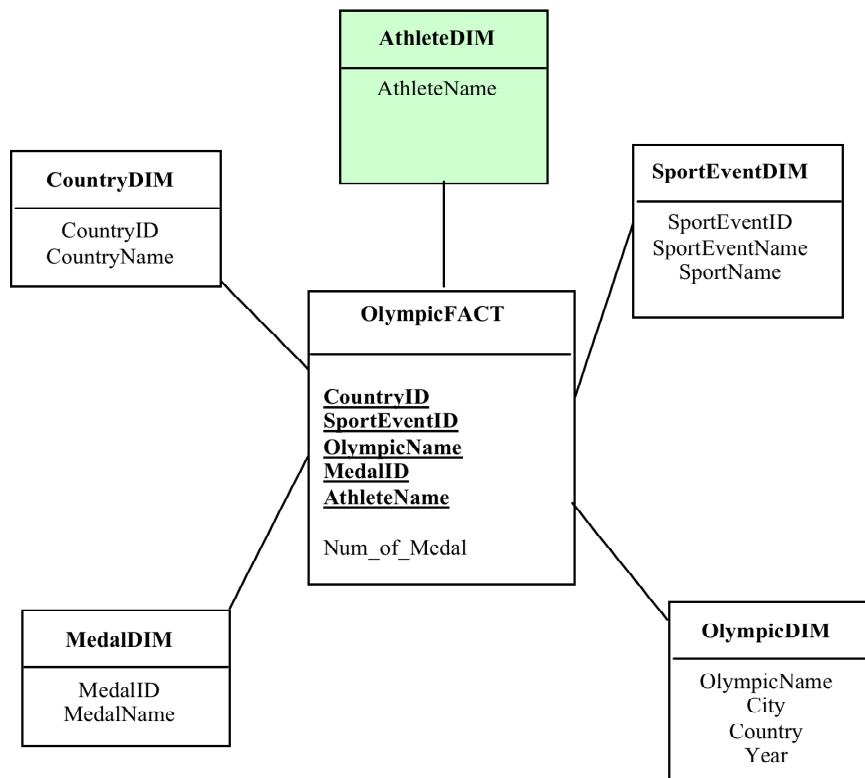 AthleteDIM
AthleteName
CountryDIM
CountryID
CountryName
SportEventDIM
SportEventID
SportEventName
SportName
OlympicFACT
CountryID
SportEventID
OlympicName
MedalID
AthleteName
Num_of_Medal
MedalDIM
MedalID
MedalName
OlympicDIM
OlympicName
City
Country
Year